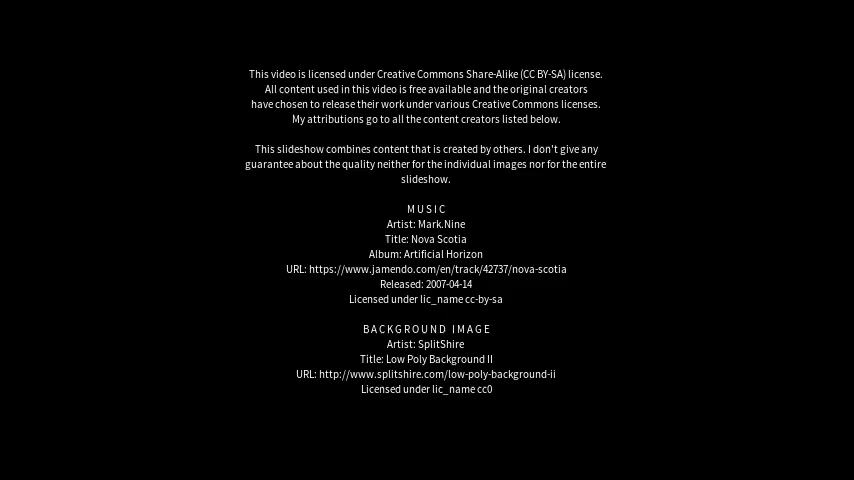 This video is licensed under Creative Commons Share-Alike (CC BY-SA) license.
All content used in this video is free available and the original creators
have chosen to release their work under various Creative Commons licenses.
My attributions go to all the content creators listed below.
This slideshow combines content that is created by others. I don't give any
guarantee about the quality neither for the individual images nor for the entire
slideshow.
MUSIC
Artist: Mark.Nine
Title: Nova Scotia
Album: Artificial Horizon
URL: https://www.jamendo.com/en/track/42737/nova-scotia
Released: 2007-04-14
Licensed under lic_name cc-by-sa
BACKGROUND IMAGE
Artist: SplitShire
Title: Low Poly Background II
URL: http://www.splitshire.com/low-poly-background-ii
Licensed under lic_name cc0